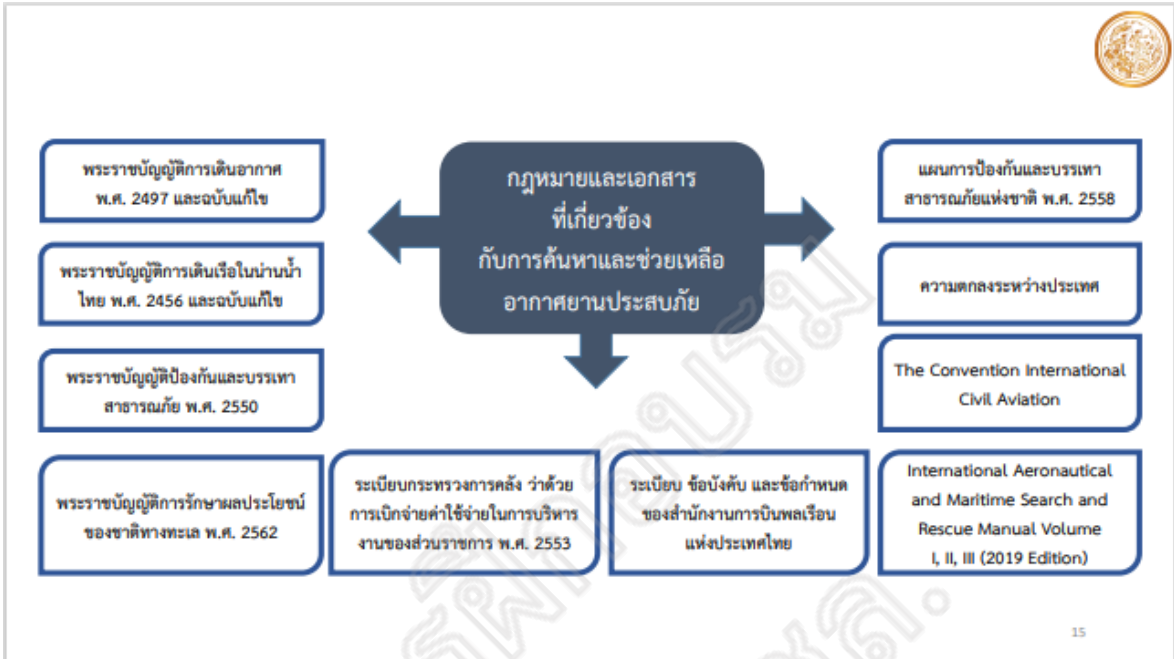 กฎหมายและเอกสาร
ที่เกี่ยวข้อง
กับการค้นหาและช่วยเหลือ
อากาศยานประสบภัย
พระราชบัญญัติการเดินอากาศ
พ.ศ. 2497 และฉบับแก้ไข
พระราชบัญญัติการเดินเรือในน่านน้ำ
ไทย พ.ศ. 2456 และฉบับแก้ไข
พระราชบัญญัติป้องกันและบรรเทา
สาธารณภัย พ.ศ. 2550
พระราชบัญญัติการรักษาผลประโยชน์
ของชาติทางทะเล พ.ศ. 2562
ระเบียบกระทรวงการคลัง ว่าด้วย
การเบิกจ่ายค่าใช้จ่ายในการบริหาร
งานของส่วนราชการ พ.ศ. 2553
ระเบียบ ข้อบังคับ และข้อกำหนด
ของสำนักงานการบินพลเรือน
แห่งประเทศไทย
แผนการป้องกันและบรรเทา
สาธารณภัยแห่งชาติ พ.ศ. 2558
ความตกลงระหว่างประเทศ
The Convention International
Civil Aviation
International Aeronautical
and Maritime Search and
Rescue Manual Volume
I, II, III (2019 Edition)
15